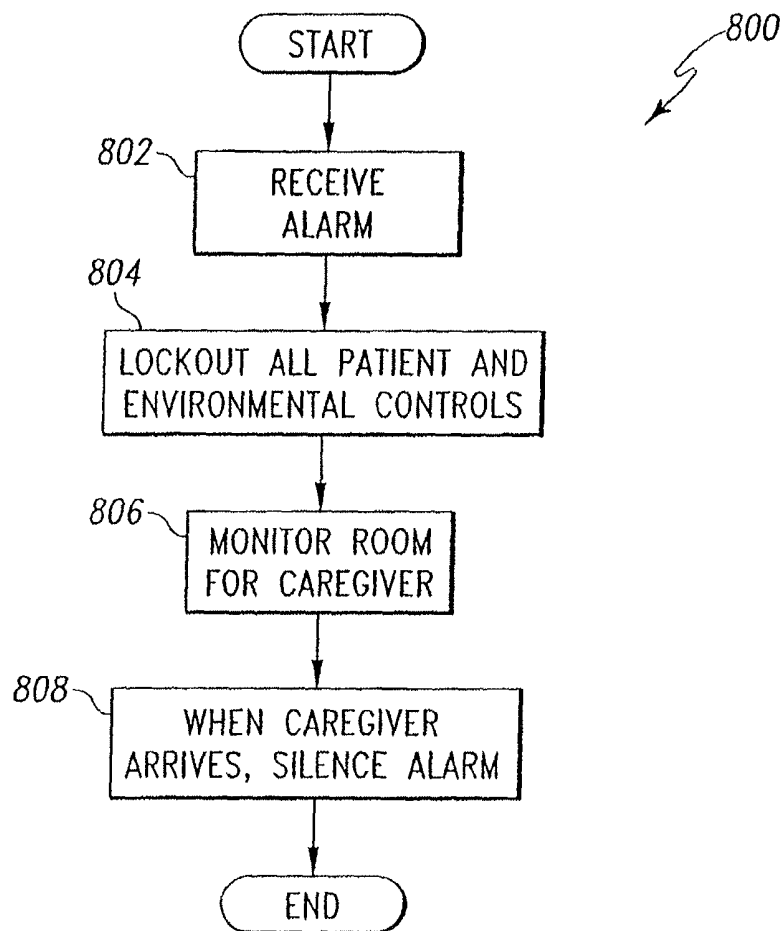 START
800
802
RECEIVE
ALARM
804
LOCKOUT ALL PATIENT AND
ENVIRONMENTAL CONTROLS
806
MONITOR ROOM
FOR CAREGIVER
808
WHEN CAREGIVER
ARRIVES, SILENCE ALARM
END